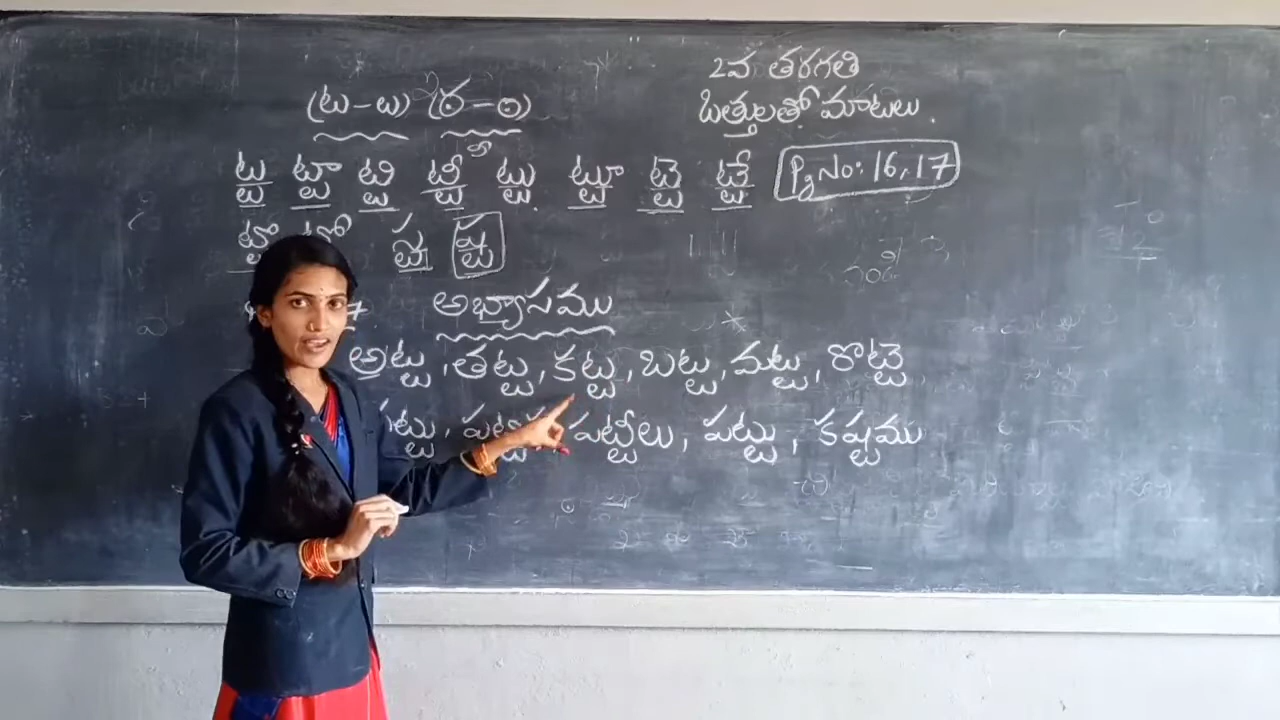 2వ తరగతి
ఒత్తులతో మాటలు.
(టు - టు) (ర - ం)
ట్ట ట్టా ట్టి ట్టీ ట్టు ట్టూ ట్టె ట్టే
Pg No: 16, 17
ష్ట
అభ్యాసము
అట్టు, తట్టు, కట్టు, బట్టు, మట్టు, రొట్టె
పట్టీలు, పట్టు, కష్టము